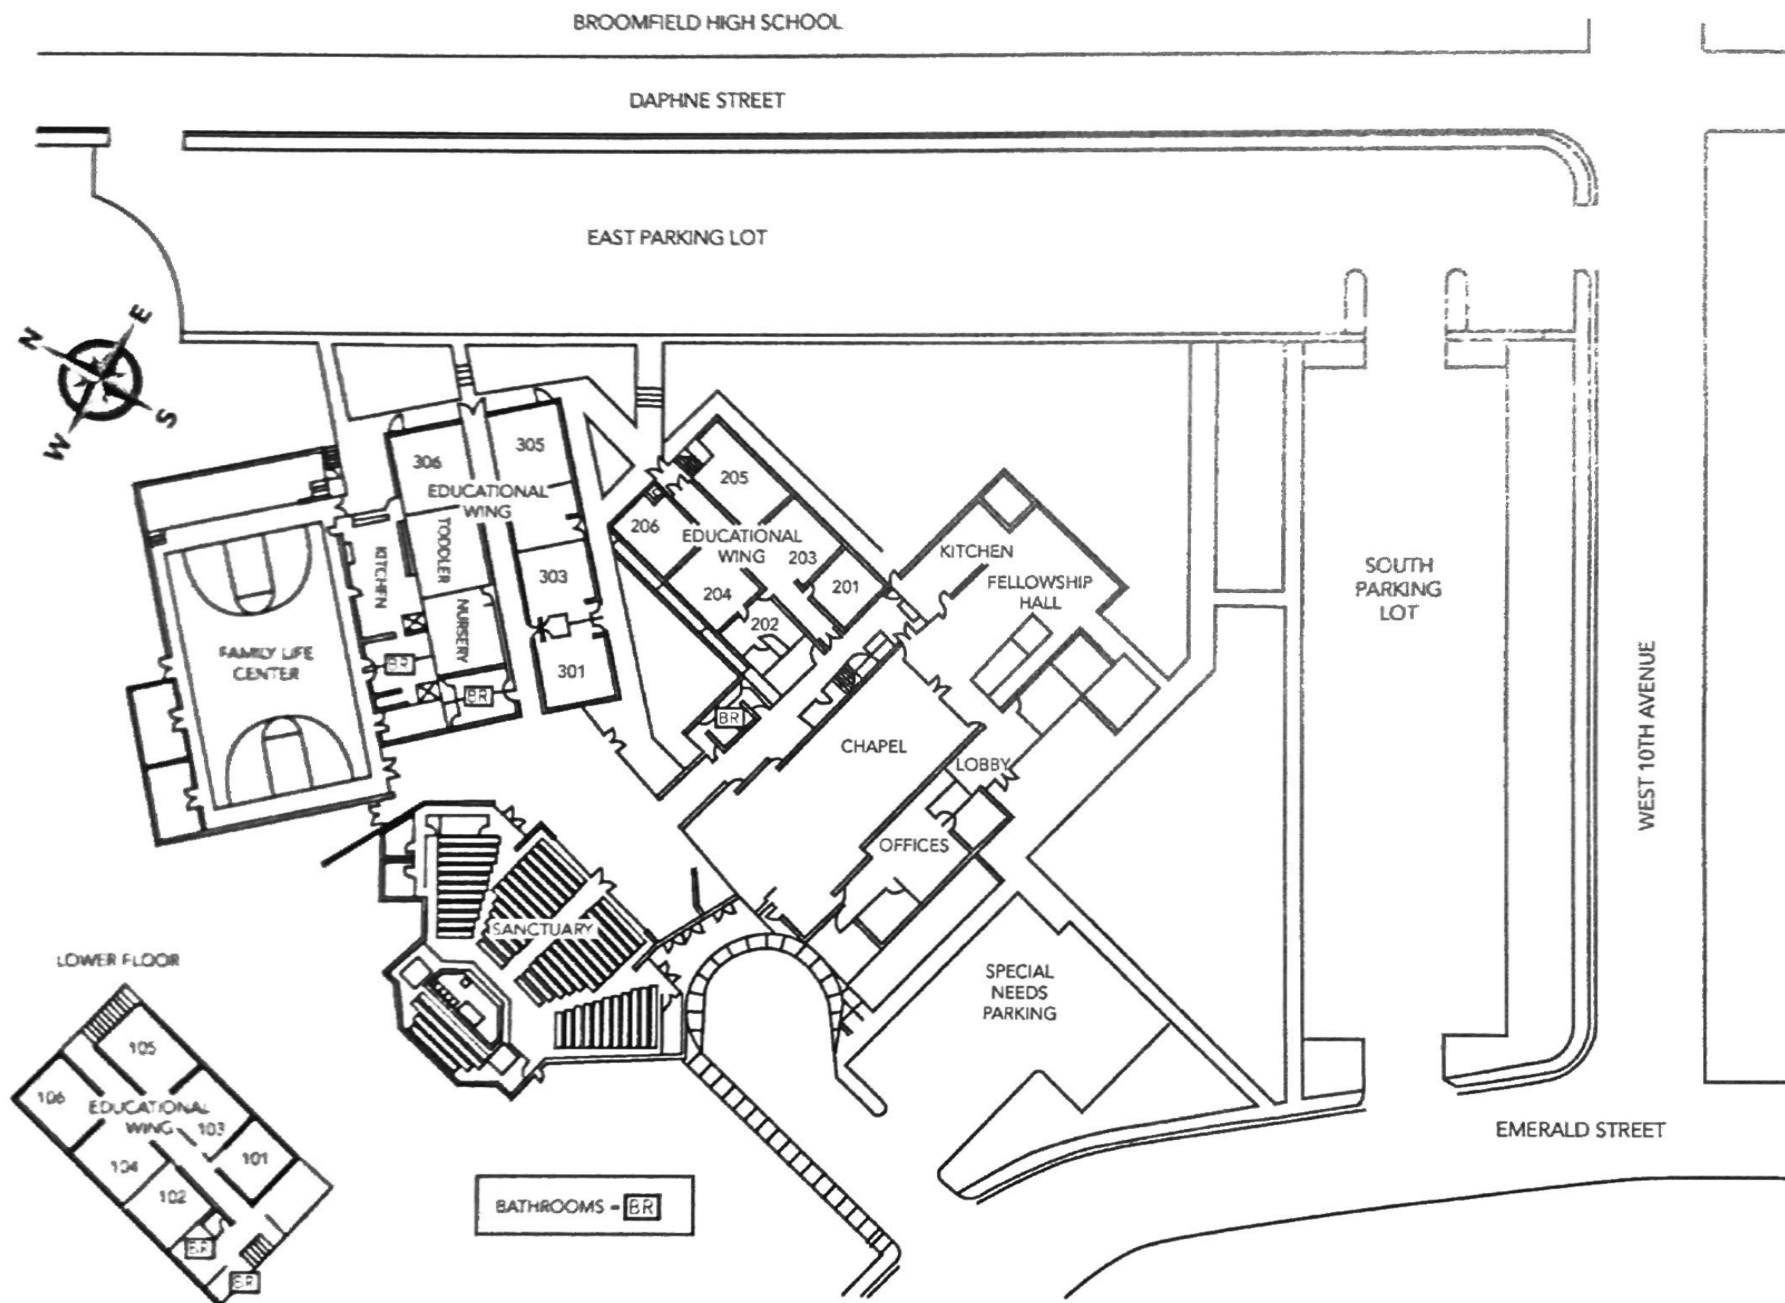 BROOMFIELD HIGH SCHOOL
DAPHNE STREET
EAST PARKING LOT
N
E
S
W
306
305
EDUCATIONAL
WING
TODDLER
KITCHEN
NURSERY
303
301
BR
BR
FAMILY LIFE
CENTER
205
206
EDUCATIONAL
WING
203
204
201
202
BR
KITCHEN
FELLOWSHIP
HALL
CHAPEL
LOBBY
OFFICES
SANCTUARY
SOUTH
PARKING
LOT
WEST 10TH AVENUE
SPECIAL
NEEDS
PARKING
EMERALD STREET
LOWER FLOOR
105
106
EDUCATIONAL
WING
103
104
101
102
BR
BR
BATHROOMS - BR